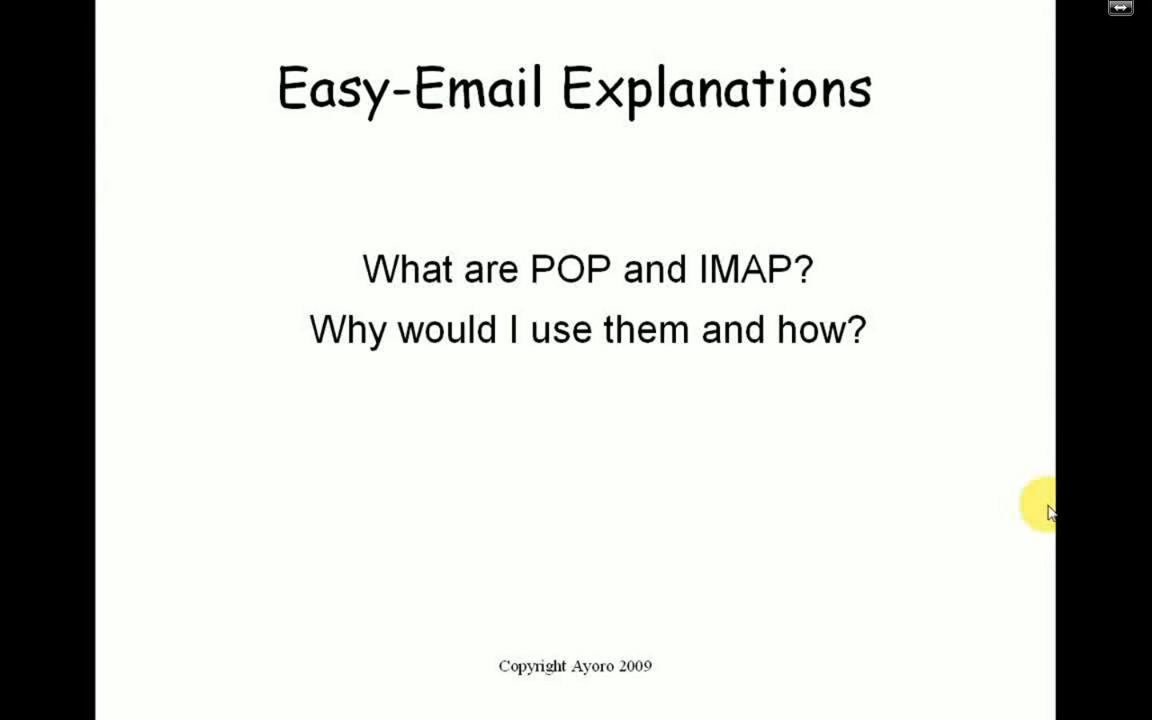 Easy-Email Explanations
What are POP and IMAP?
Why would I use them and how?
Copyright Ayoro 2009